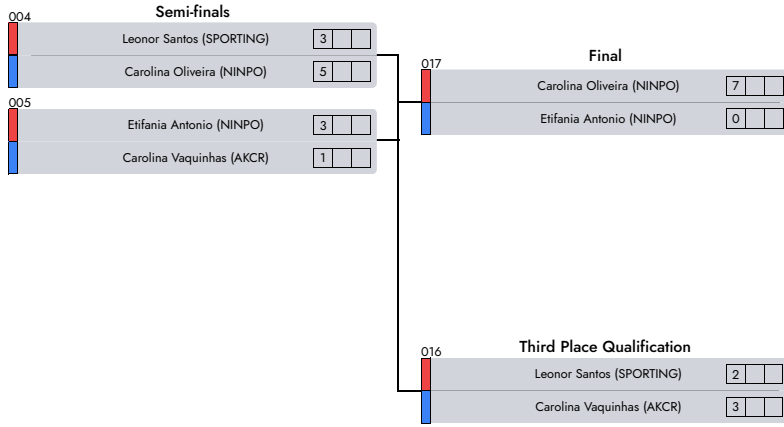 Semi-finals
004
Leonor Santos (SPORTING) 3
Carolina Oliveira (NINPO) 5
005
Etifania Antonio (NINPO) 3
Carolina Vaquinhas (AKCR) 1
Final
017
Carolina Oliveira (NINPO) 7
Etifania Antonio (NINPO) 0
Third Place Qualification
016
Leonor Santos (SPORTING) 2
Carolina Vaquinhas (AKCR) 3